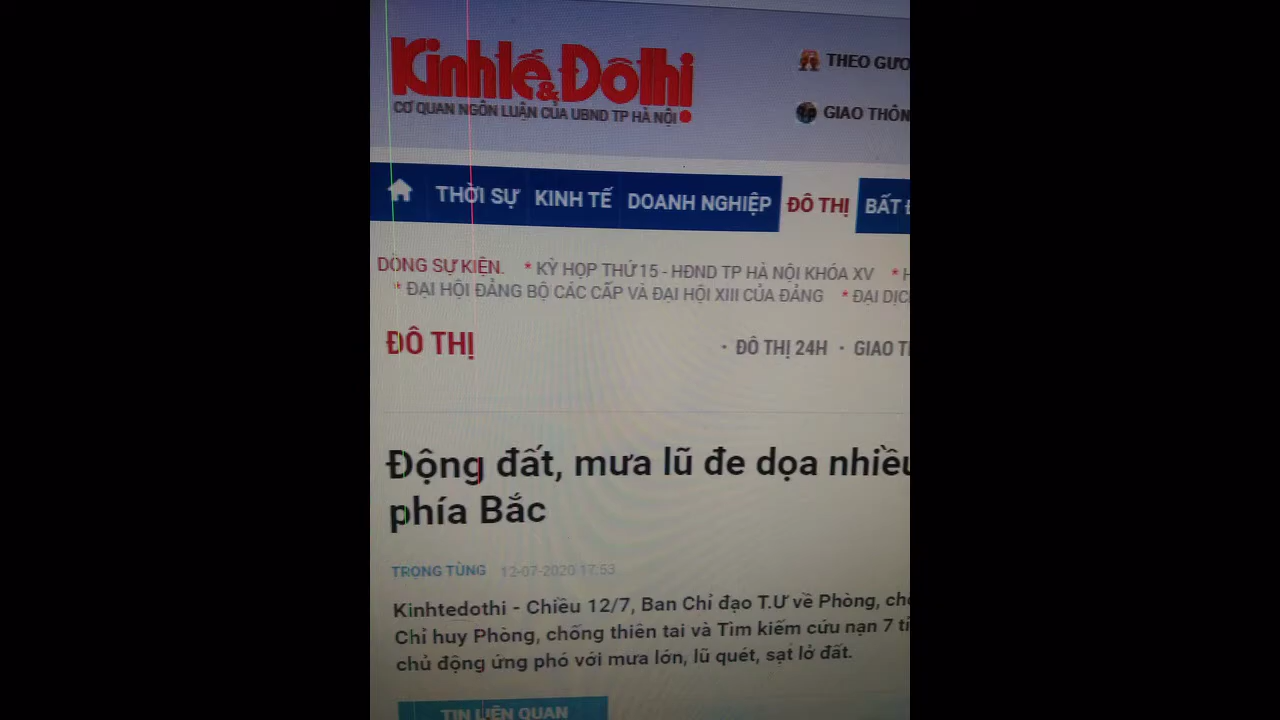 Kinhtế & Đôthị
CƠ QUAN NGÔN LUẬN CỦA UBND TP HÀ NỘI
THEO GƯƠ
GIAO THÔN
THỜI SỰ KINH TẾ DOANH NGHIỆP ĐÔ THỊ BẤT Đ
DÒNG SỰ KIỆN. * KỲ HỌP THỨ 15 - HĐND TP HÀ NỘI KHÓA XV * H
* ĐẠI HỘI ĐẢNG BỘ CÁC CẤP VÀ ĐẠI HỘI XIII CỦA ĐẢNG * ĐẠI DỊC
ĐÔ THỊ
• ĐÔ THỊ 24H • GIAO T
Động đất, mưa lũ đe dọa nhiều
phía Bắc
TRỌNG TÙNG 12-07-2020 17:53
Kinhtedothi - Chiều 12/7, Ban Chỉ đạo T.Ư về Phòng, ch
Chỉ huy Phòng, chống thiên tai và Tìm kiếm cứu nạn 7 tỉ
chủ động ứng phó với mưa lớn, lũ quét, sạt lở đất.
TIN LIÊN QUAN